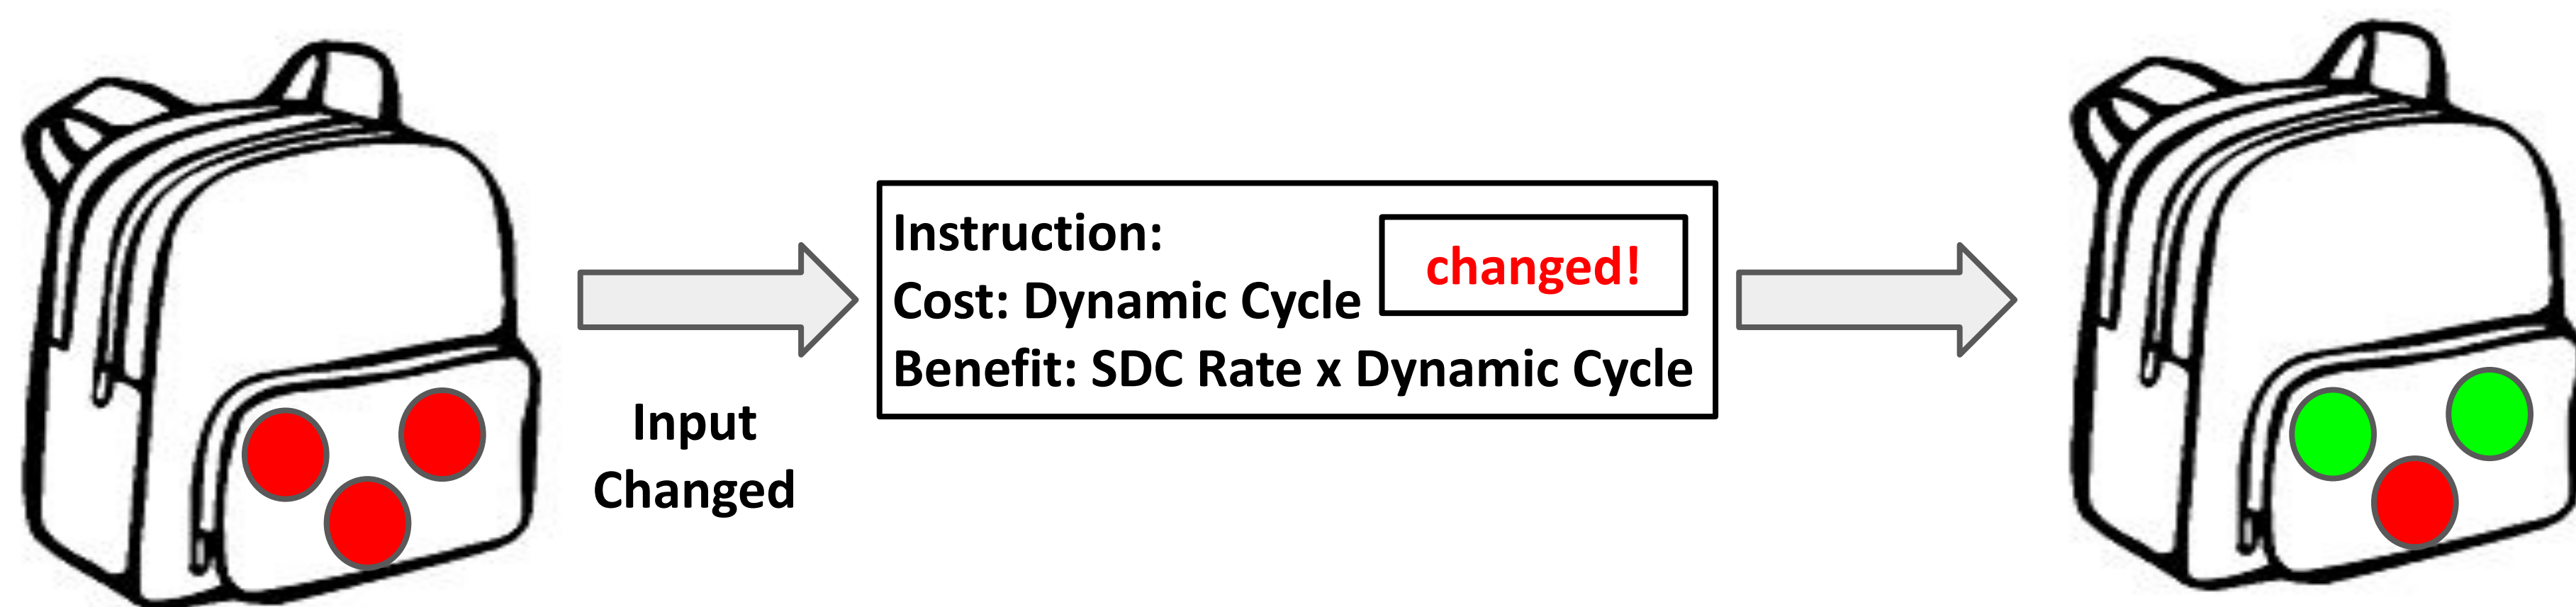 Input
Changed
Instruction:
changed!
Cost: Dynamic Cycle
Benefit: SDC Rate x Dynamic Cycle